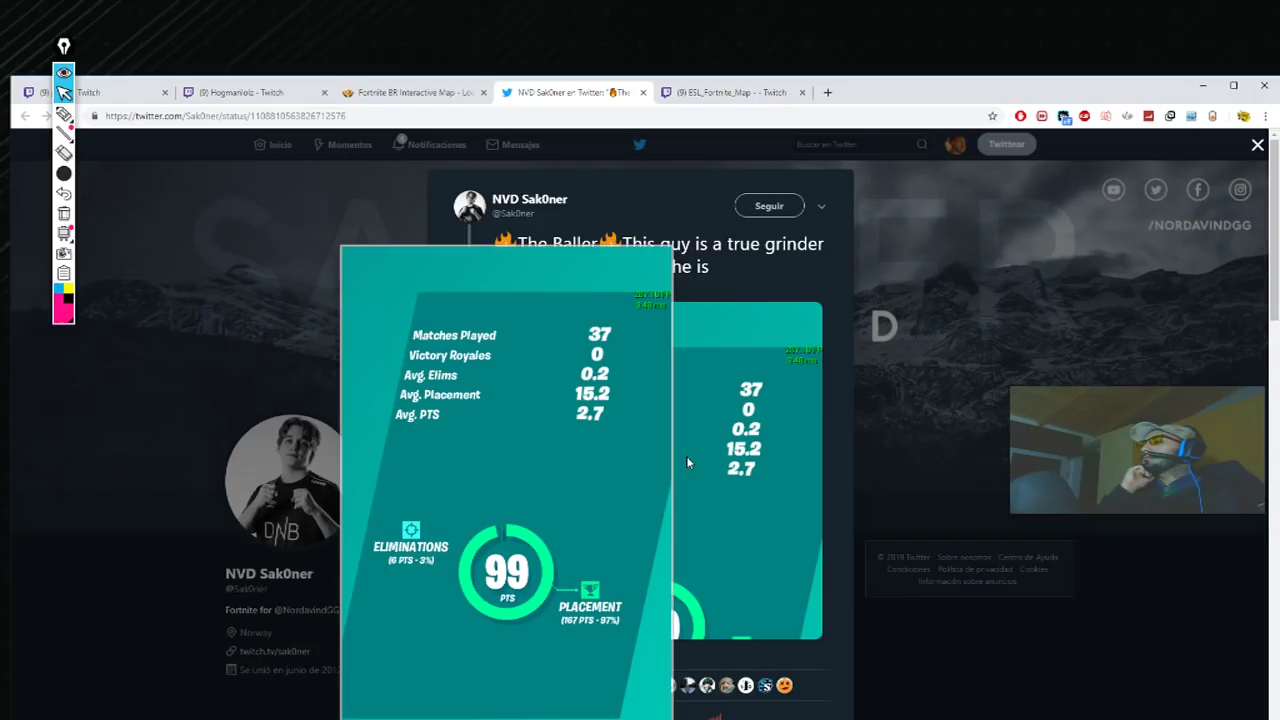 Twitch
(9) Hogmanlolz - Twitch
Fortnite BR Interactive Map - Loo
NVD Sak0ner en Twitter: "🔥The
(9) ESL_Fortnite_Map - - Twitch
https://twitter.com/Sak0ner/status/1108810563826712576
Inicio
Momentos
Notificaciones
Mensajes
Buscar en Twitter
Twittear
/NORDAVINDGG
NVD Sak0ner
@Sak0ner
Seguir
🔥The Baller🔥This guy is a true grinder
he is
Matches Played 37
Victory Royales 0
Avg. Elims 0.2
Avg. Placement 15.2
Avg. PTS 2.7
37
0
0.2
15.2
2.7
ELIMINATIONS
(6 PTS - 3%)
99
PTS
PLACEMENT
(167 PTS - 97%)
DNB
NVD Sak0ner
@Sak0ner
Fortnite for @NordavindGG
Norway
twitch.tv/sak0ner
Se unió en junio de 201
© 2019 Twitter Sobre nosotros Centro de Ayuda
Condiciones Política de privacidad Cookies
Información sobre anuncios